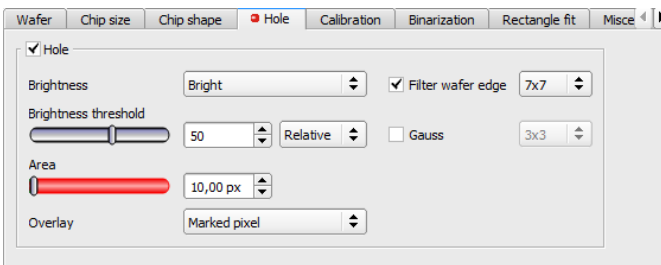 Wafer Chip size Chip shape Hole Calibration Binarization Rectangle fit Misce
Hole
Brightness Bright Filter wafer edge 7x7
Brightness threshold
50 Relative Gauss 3x3
Area
10,00 px
Overlay Marked pixel